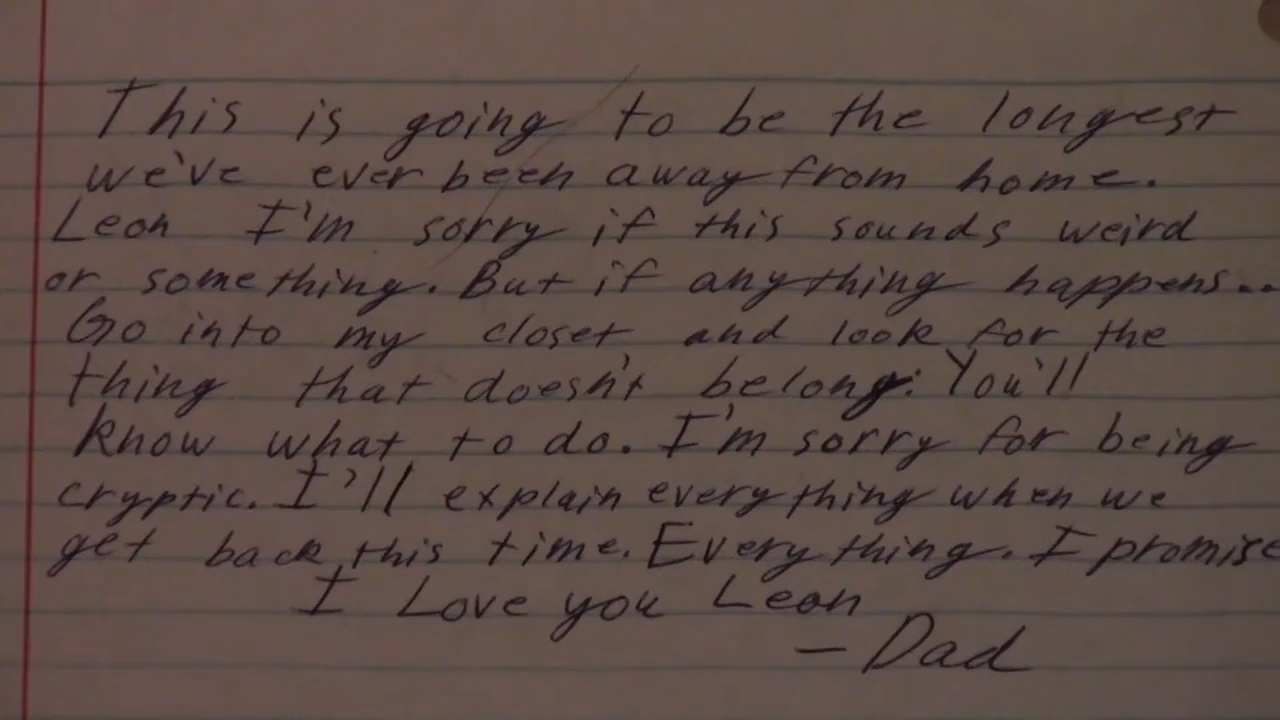 This is going to be the longest
we've ever been away from home.
Leon I'm sorry if this sounds weird
or something. But if anything happens...
Go into my closet and look for the
thing that doesn't belong. You'll
know what to do. I'm sorry for being
cryptic. I'll explain everything when we
get back this time. Everything. I promise
I Love you Leon
- Dad